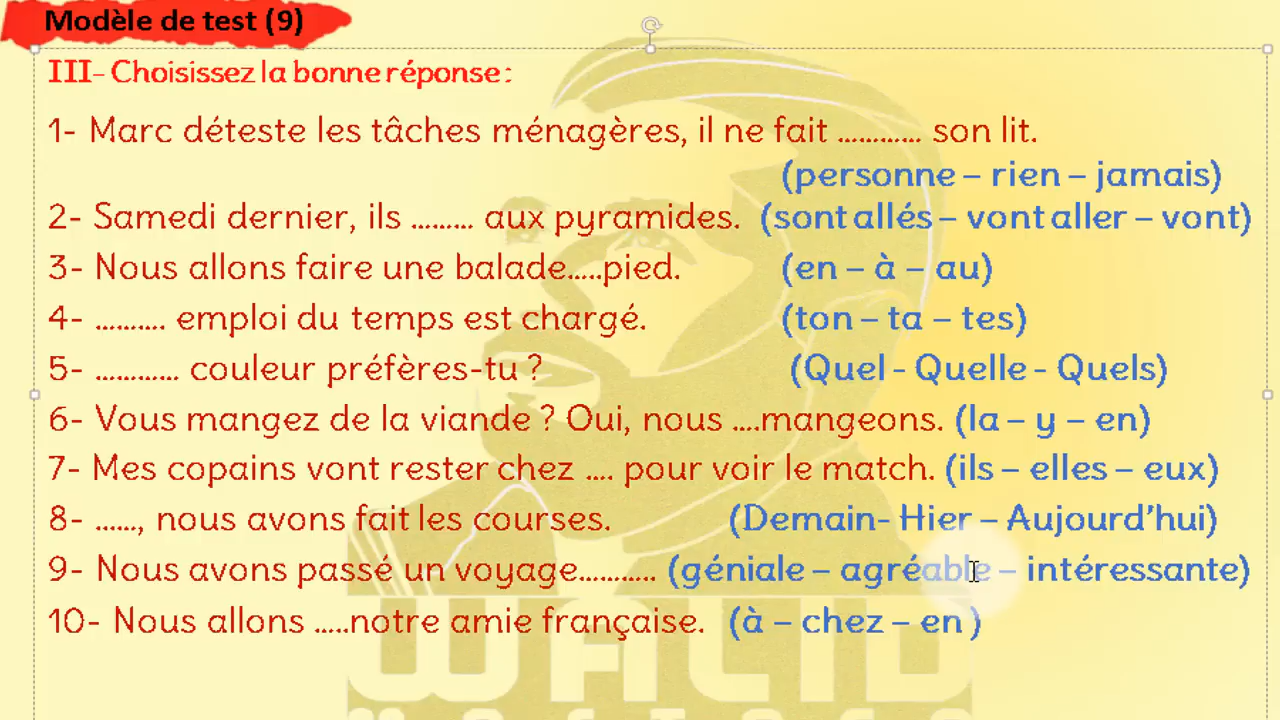 Modèle de test (9)
III- Choisissez la bonne réponse :
1- Marc déteste les tâches ménagères, il ne fait ............ son lit.
(personne – rien – jamais)
2- Samedi dernier, ils ......... aux pyramides. (sont allés – vont aller – vont)
3- Nous allons faire une balade.....pied. (en – à – au)
4- .......... emploi du temps est chargé. (ton – ta – tes)
5- ............ couleur préfères-tu ? (Quel - Quelle - Quels)
6- Vous mangez de la viande ? Oui, nous ....mangeons. (la – y – en)
7- Mes copains vont rester chez .... pour voir le match. (ils – elles – eux)
8- ......, nous avons fait les courses. (Demain- Hier – Aujourd'hui)
9- Nous avons passé un voyage........... (géniale – agréable – intéressante)
10- Nous allons .....notre amie française. (à – chez – en )
WALID